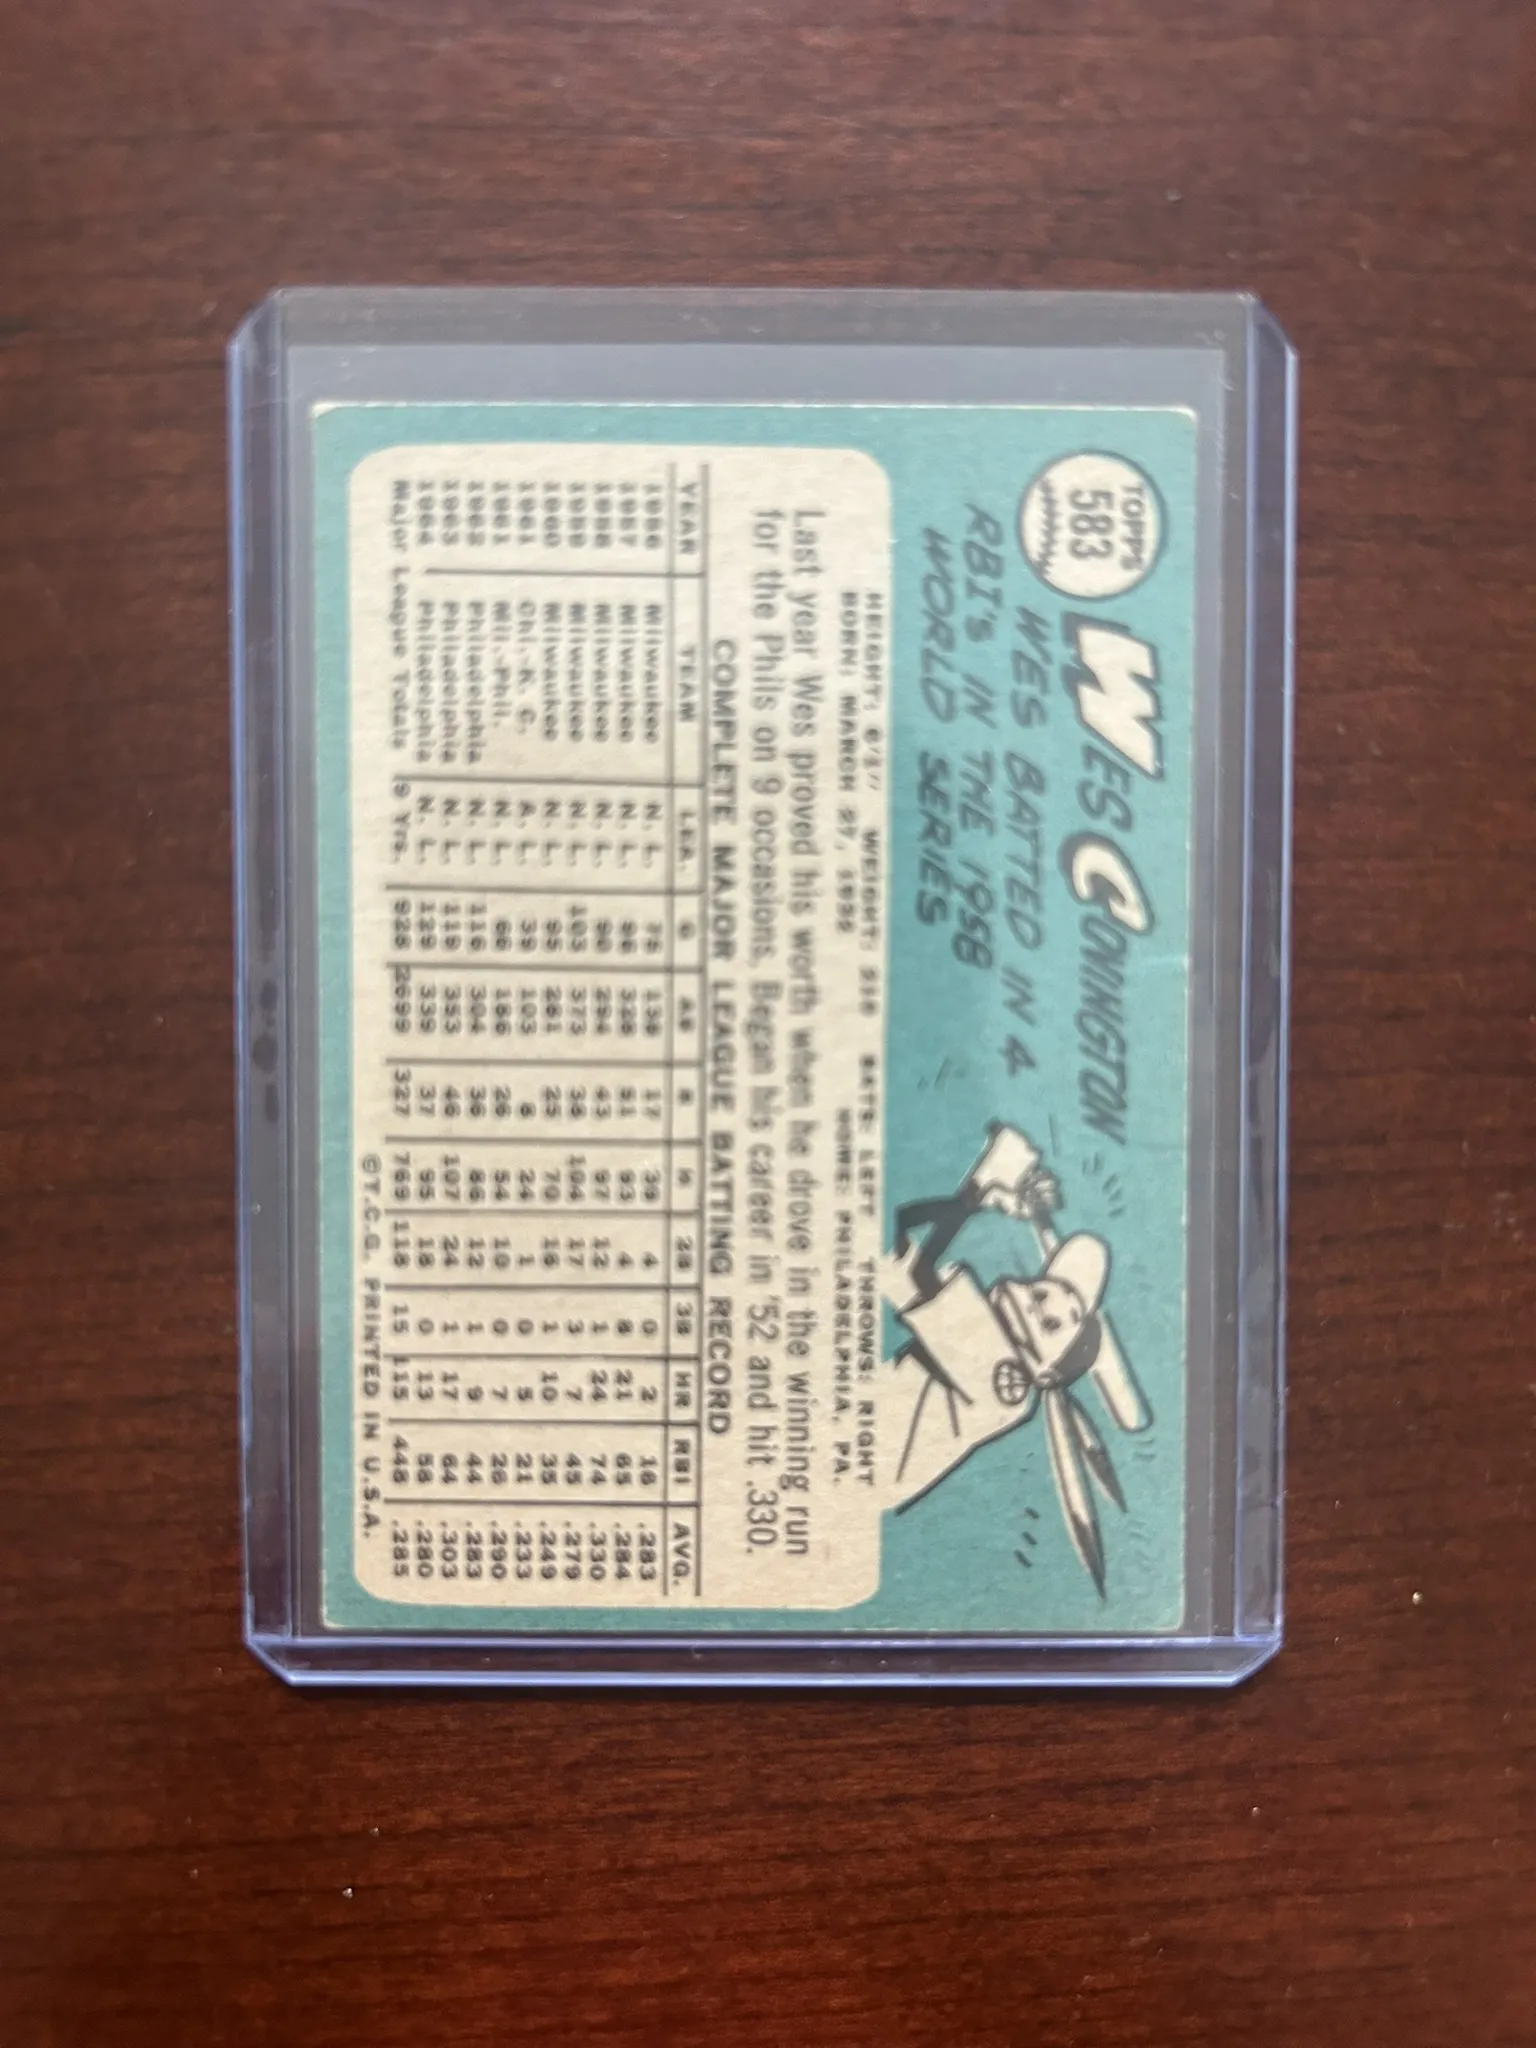 TOPPS
583
WES COVINGTON
WES BATTED IN 4
RBI'S IN THE 1958
WORLD SERIES
HEIGHT: 6'1" WEIGHT: 210 BATS: LEFT THROWS: RIGHT
BORN: MARCH 27, 1932 HOME: PHILADELPHIA, PA.
Last year Wes proved his worth when he drove in the winning run
for the Phils on 9 occasions. Began his career in '52 and hit .330.
COMPLETE MAJOR LEAGUE BATTING RECORD
YEAR TEAM LEA. G AB R H 2B 3B HR RBI AVG.
1956 Milwaukee N. L. 75 138 17 39 4 0 2 16 .283
1957 Milwaukee N. L. 96 328 51 93 4 8 21 65 .284
1958 Milwaukee N. L. 90 294 43 97 12 1 24 74 .330
1959 Milwaukee N. L. 103 373 38 104 17 3 7 45 .279
1960 Milwaukee N. L. 95 281 25 70 16 1 10 35 .249
1961 Chi.-K. C. A. L. 39 103 8 24 1 0 5 21 .233
1961 Mil.-Phil. N. L. 66 186 26 54 10 0 7 26 .290
1962 Philadelphia N. L. 116 304 36 86 12 1 9 44 .283
1963 Philadelphia N. L. 119 353 46 107 24 1 17 64 .303
1964 Philadelphia N. L. 129 339 37 95 18 0 13 58 .280
Major League Totals 9 Yrs. 928 2699 327 769 118 15 115 448 .285
©T.C.G. PRINTED IN U.S.A.